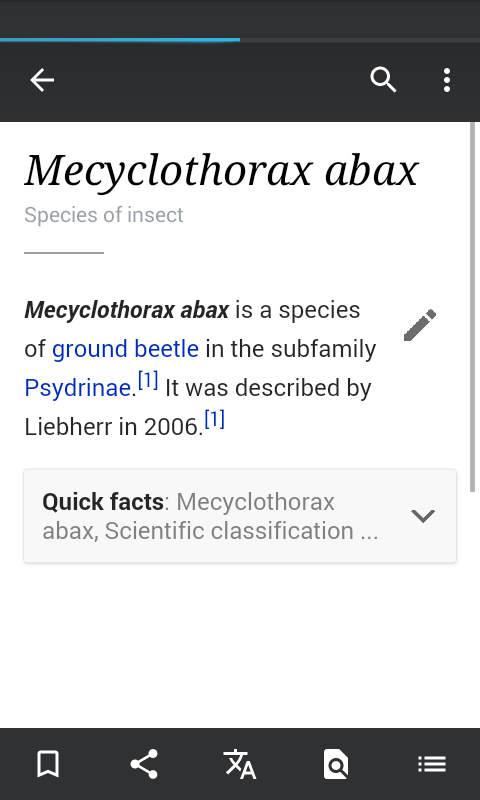 Mecyclothorax abax
Species of insect
Mecyclothorax abax is a species
of ground beetle in the subfamily
Psydrinae.[1] It was described by
Liebherr in 2006.[1]
Quick facts: Mecyclothorax
abax, Scientific classification ...